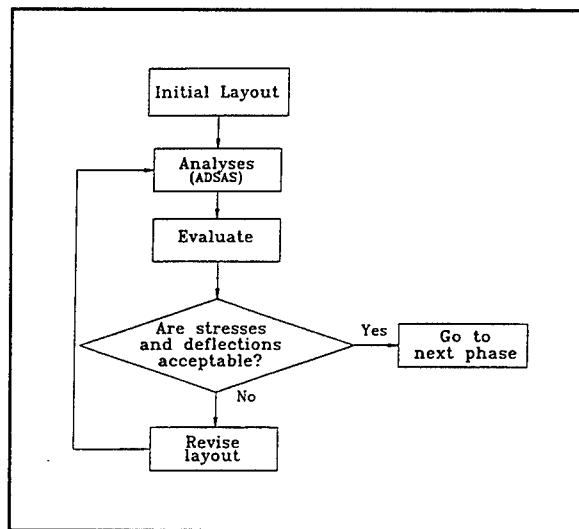 Initial Layout
Analyses
(ADSAS)
Evaluate
Are stresses
and deflections
acceptable?
Yes
Go to
next phase
No
Revise
layout